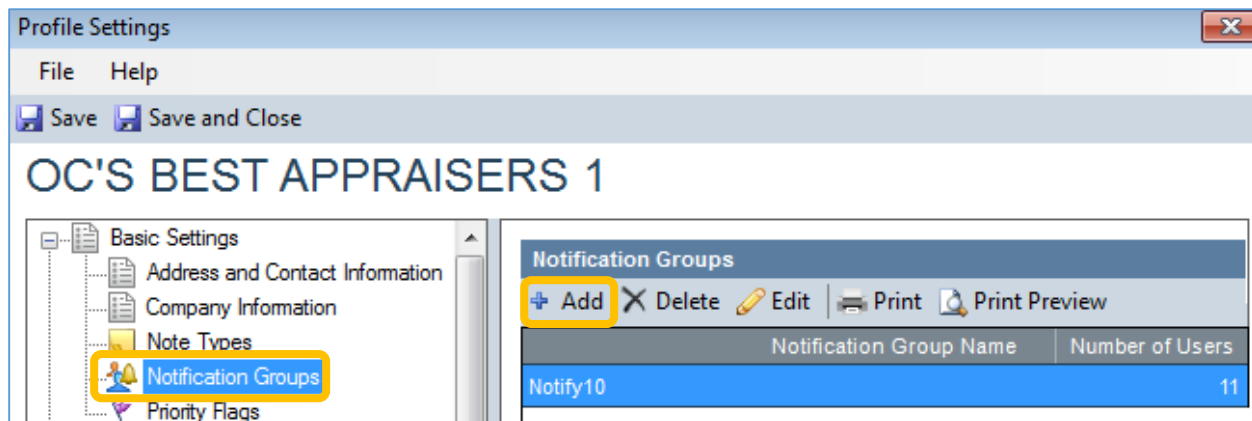 Profile Settings
File Help
Save Save and Close
OC'S BEST APPRAISERS 1
Basic Settings
Address and Contact Information
Company Information
Note Types
Notification Groups
Priority Flags
Notification Groups
Add Delete Edit Print Print Preview
Notification Group Name Number of Users
Notify10 11